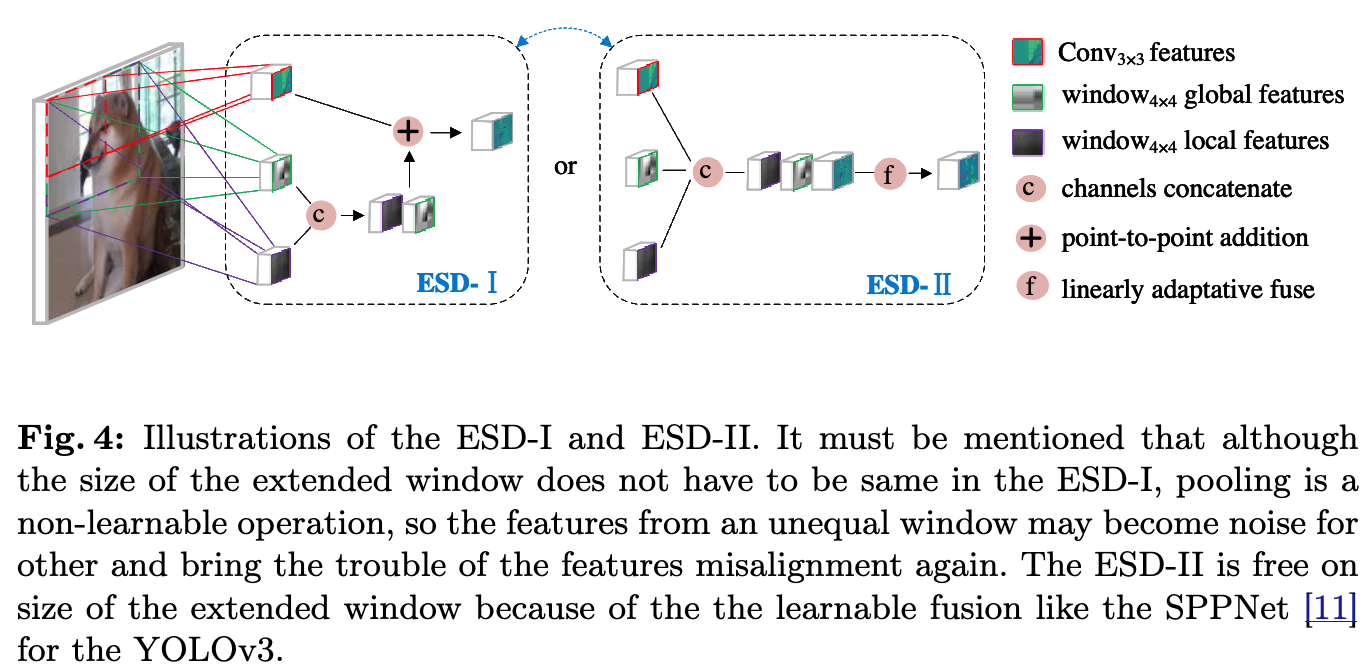 Conv3×3 features
window4×4 global features
window4×4 local features
c channels concatenate
+ point-to-point addition
f linearly adaptative fuse
+
c
ESD- I
or
c
f
ESD- II
Fig. 4: Illustrations of the ESD-I and ESD-II. It must be mentioned that although
the size of the extended window does not have to be same in the ESD-I, pooling is a
non-learnable operation, so the features from an unequal window may become noise for
other and bring the trouble of the features misalignment again. The ESD-II is free on
size of the extended window because of the the learnable fusion like the SPPNet [11]
for the YOLOv3.